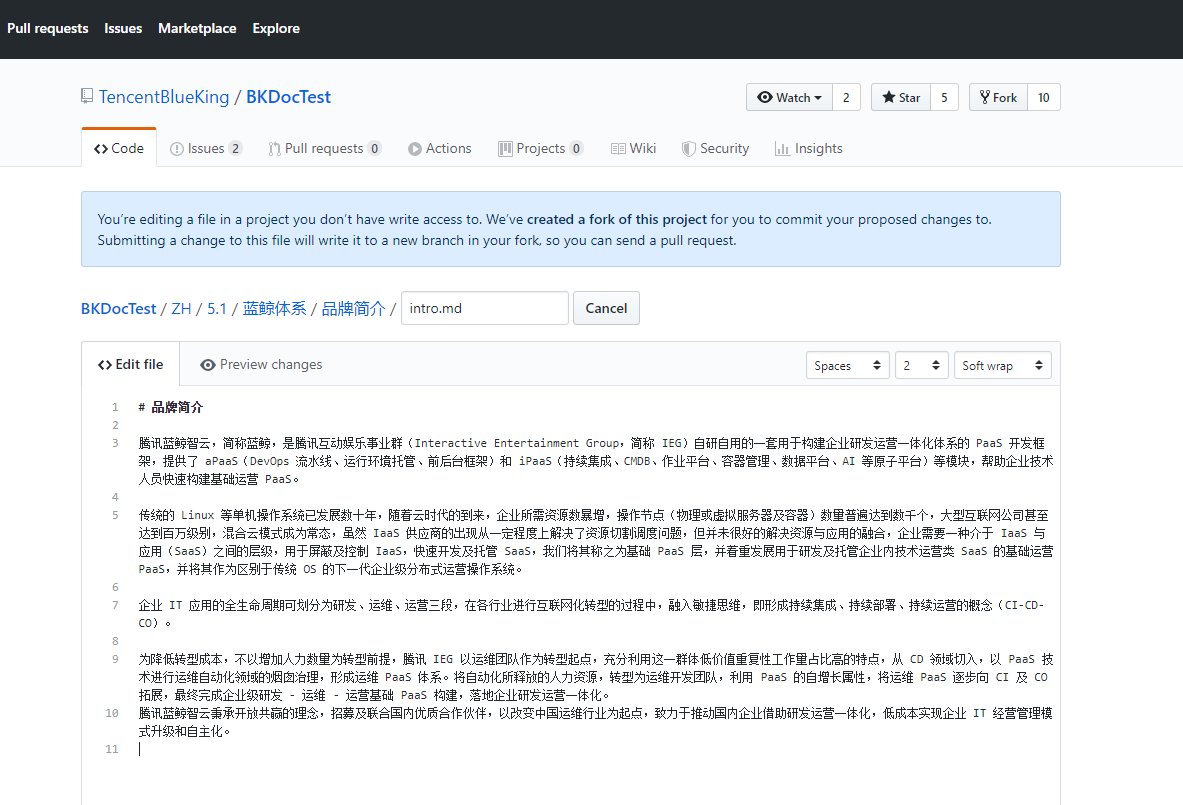 Pull requests Issues Marketplace Explore
TencentBlueKing / BKDocTest Watch 2 Star 5 Fork 10
Code Issues 2 Pull requests 0 Actions Projects 0 Wiki Security Insights
You’re editing a file in a project you don’t have write access to. We’ve created a fork of this project for you to commit your proposed changes to.
Submitting a change to this file will write it to a new branch in your fork, so you can send a pull request.
BKDocTest / ZH / 5.1 / 蓝鲸体系 / 品牌简介 / intro.md Cancel
Edit file Preview changes Spaces 2 Soft wrap
1 # 品牌简介
2
3 腾讯蓝鲸智云，简称蓝鲸，是腾讯互动娱乐事业群（Interactive Entertainment Group，简称 IEG）自研自用的一套用于构建企业研发运营一体化体系的 PaaS 开发框
架，提供了 aPaaS（DevOps 流水线、运行环境托管、前后台框架）和 iPaaS（持续集成、CMDB、作业平台、容器管理、数据平台、AI 等原子平台）等模块，帮助企业技术
人员快速构建基础运营 PaaS。
4
5 传统的 Linux 等单机操作系统已发展数十年，随着云时代的到来，企业所需资源数暴增，操作节点（物理或虚拟服务器及容器）数量普遍达到数千个，大型互联网公司甚至
达到百万级别，混合云模式成为常态，虽然 IaaS 供应商的出现从一定程度上解决了资源切割调度问题，但并未很好的解决资源与应用的融合，企业需要一种介于 IaaS 与
应用（SaaS）之间的层级，用于屏蔽及控制 IaaS，快速开发及托管 SaaS，我们将其称之为基础 PaaS 层，并着重发展用于研发及托管企业内技术运营类 SaaS 的基础运营
PaaS，并将其作为区别于传统 OS 的下一代企业级分布式运营操作系统。
6
7 企业 IT 应用的全生命周期可划分为研发、运维、运营三段，在各行业进行互联网化转型的过程中，融入敏捷思维，即形成持续集成、持续部署、持续运营的概念（CI-CD-
CO）。
8
9 为降低转型成本，不以增加人力数量为转型前提，腾讯 IEG 以运维团队作为转型起点，充分利用这一群体低价值重复性工作量占比高的特点，从 CD 领域切入，以 PaaS 技
术进行运维自动化领域的烟囱治理，形成运维 PaaS 体系。将自动化所释放的人力资源，转型为运维开发团队，利用 PaaS 的自增长属性，将运维 PaaS 逐步向 CI 及 CO
拓展，最终完成企业级研发 - 运维 - 运营基础 PaaS 构建，落地企业研发运营一体化。
10 腾讯蓝鲸智云秉承开放共赢的理念，招募及联合国内优质合作伙伴，以改变中国运维行业为起点，致力于推动国内企业借助研发运营一体化，低成本实现企业 IT 经营管理模
式升级和自主化。
11